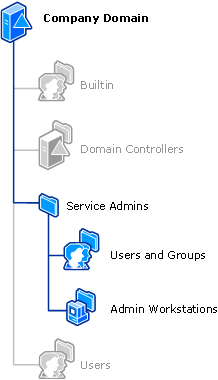 Company Domain
Builtin
Domain Controllers
Service Admins
Users and Groups
Admin Workstations
Users